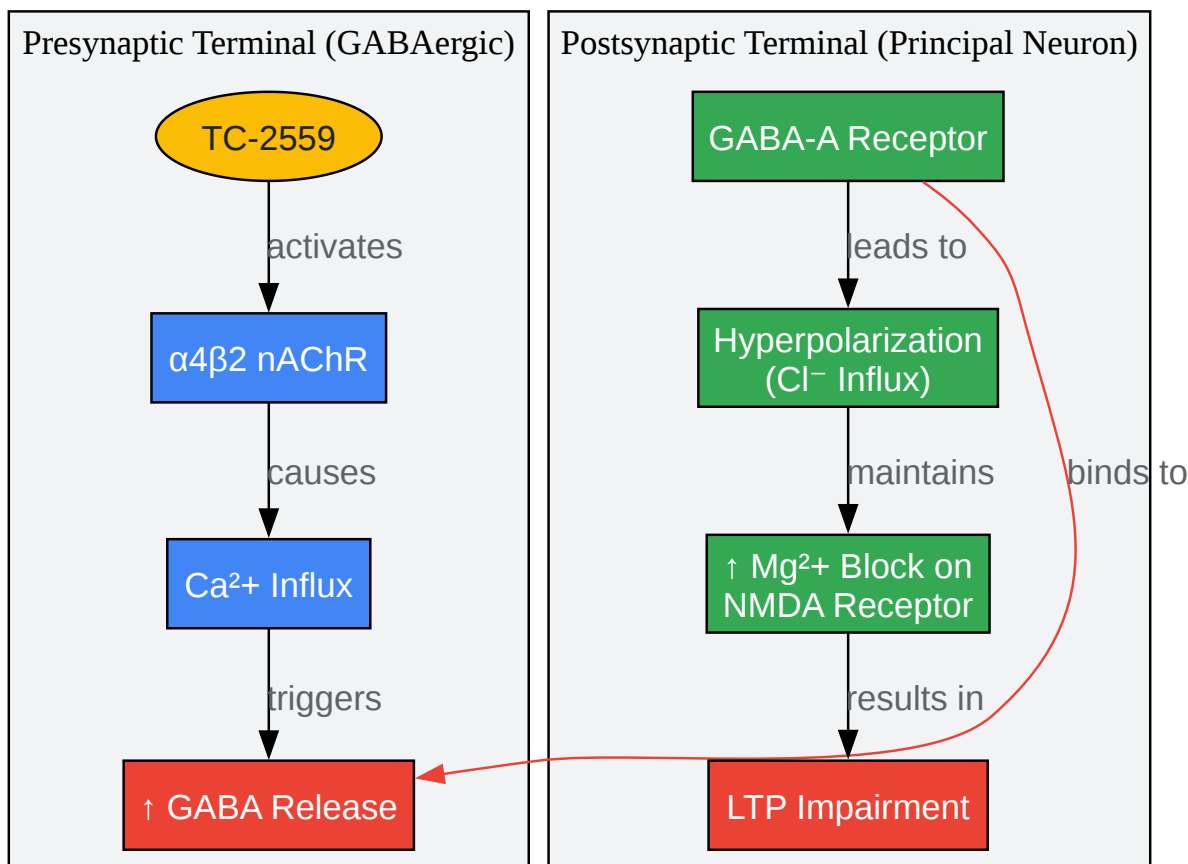 Presynaptic Terminal (GABAergic)
TC-2559
activates
α4β2 nAChR
causes
Ca²+ Influx
triggers
↑ GABA Release
Postsynaptic Terminal (Principal Neuron)
GABA-A Receptor
leads to
Hyperpolarization
(Cl⁻ Influx)
maintains
binds to
↑ Mg²+ Block on
NMDA Receptor
results in
LTP Impairment